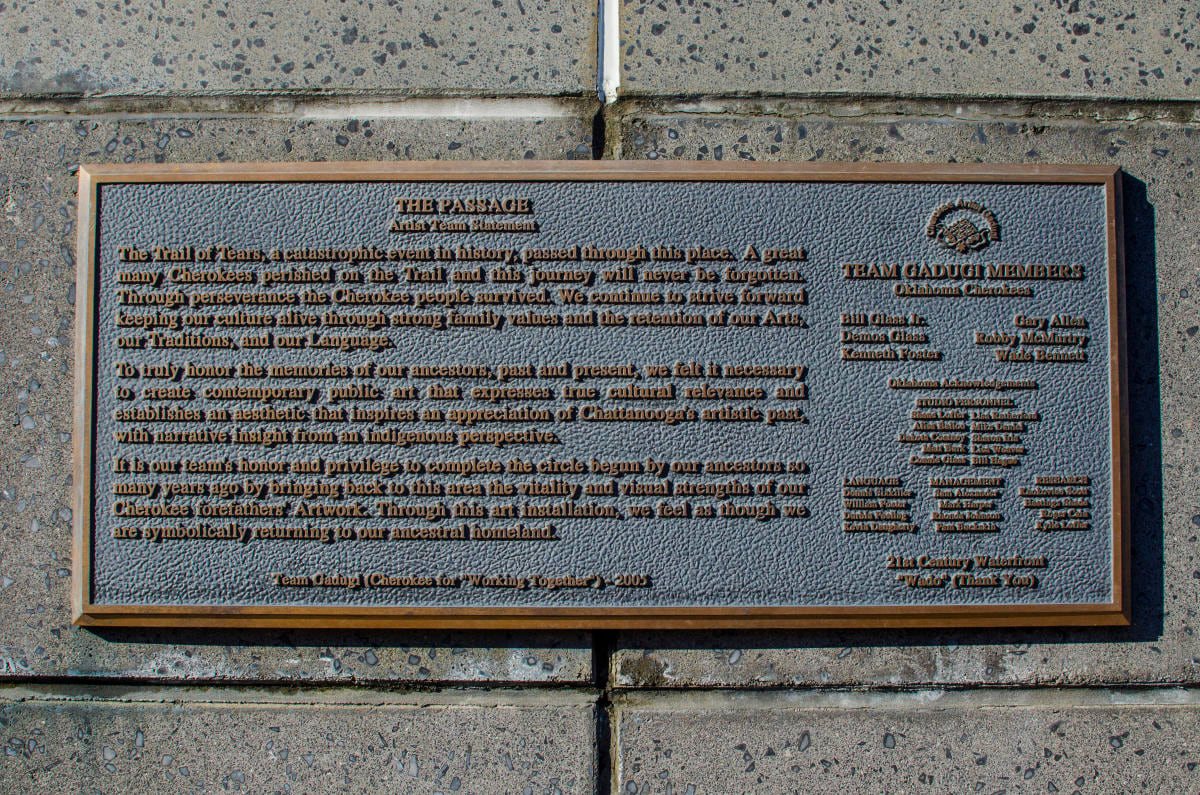 THE PASSAGE
Artist Team Statement
The Trail of Tears, a catastrophic event in history, passed through this place. A great
many Cherokees perished on the Trail and this journey will never be forgotten.
Through perseverance the Cherokee people survived. We continue to strive forward
keeping our culture alive through strong family values and the retention of our Arts,
our Traditions, and our Language.
To truly honor the memories of our ancestors, past and present, we felt it necessary
to create contemporary public art that expresses true cultural relevance and
establishes an aesthetic that inspires an appreciation of Chattanooga's artistic past,
with narrative insight from an indigenous perspective.
It is our team's honor and privilege to complete the circle begun by our ancestors so
many years ago by bringing back to this area the vitality and visual strengths of our
Cherokee forefathers' Artwork. Through this art installation, we feel as though we
are symbolically returning to our ancestral homeland.
Team Gadugi (Cherokee for "Working Together") - 2005
TEAM GADUGI MEMBERS
Oklahoma Cherokees
Bill Glass Jr. Gary Allen
Demos Glass Robby McMurtry
Kenneth Foster Wade Bennett
Oklahoma Acknowledgements
STUDIO PERSONNEL
Mike Daniel
Lisa Weaver
Connie Glass
LANGUAGE MANAGEMENT RESEARCH
Mark Harper
21st Century Waterfront
"Wado" (Thank You)